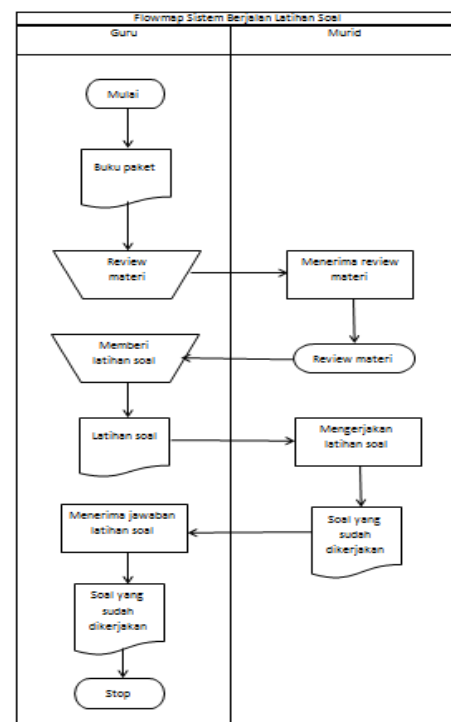 Flowmap Sistem Berjalan Latihan Soal
Guru
Murid
Mulai
Buku paket
Review
materi
Menerima review
materi
Memberi
latihan soal
Review materi
Latihan soal
Mengerjakan
latihan soal
Menerima jawaban
latihan soal
Soal yang
sudah
dikerjakan
Soal yang
sudah
dikerjakan
Stop